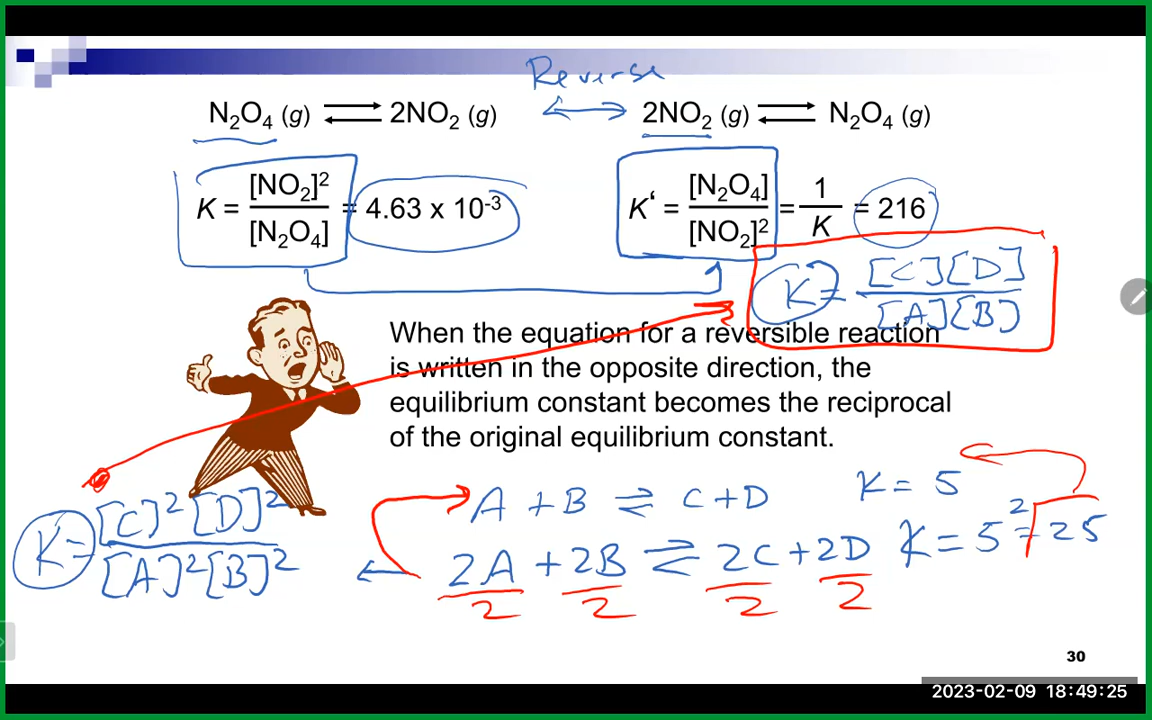 Reverse
N₂O₄ (g) ⇌ 2NO₂ (g) ↔ 2NO₂ (g) ⇌ N₂O₄ (g)
K = [NO₂]² / [N₂O₄] = 4.63 x 10⁻³
K‘ = [N₂O₄] / [NO₂]² = 1 / K = 216
K = [C][D] / [A][B]
When the equation for a reversible reaction
is written in the opposite direction, the
equilibrium constant becomes the reciprocal
of the original equilibrium constant.
A + B ⇌ C + D K = 5
2A + 2B ⇌ 2C + 2D K = 5² = √25
2 2 2 2
K = [C]² [D]² / [A]² [B]²
30
2023-02-09 18:49:25